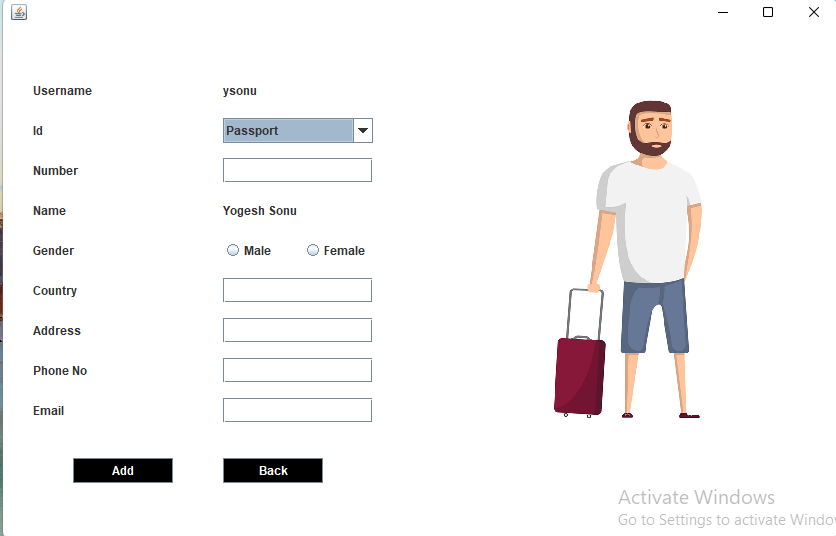 Username ysonu
Id Passport
Number
Name Yogesh Sonu
Gender Male Female
Country
Address
Phone No
Email
Add Back
Activate Windows
Go to Settings to activate Windo